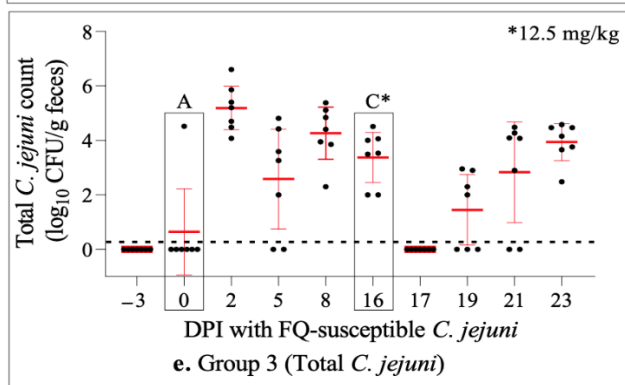 *12.5 mg/kg
Total C. jejuni count
(log10 CFU/g feces)
8
6
4
2
0
A
C*
−3 0 2 5 8 16 17 19 21 23
DPI with FQ-susceptible C. jejuni
e. Group 3 (Total C. jejuni)